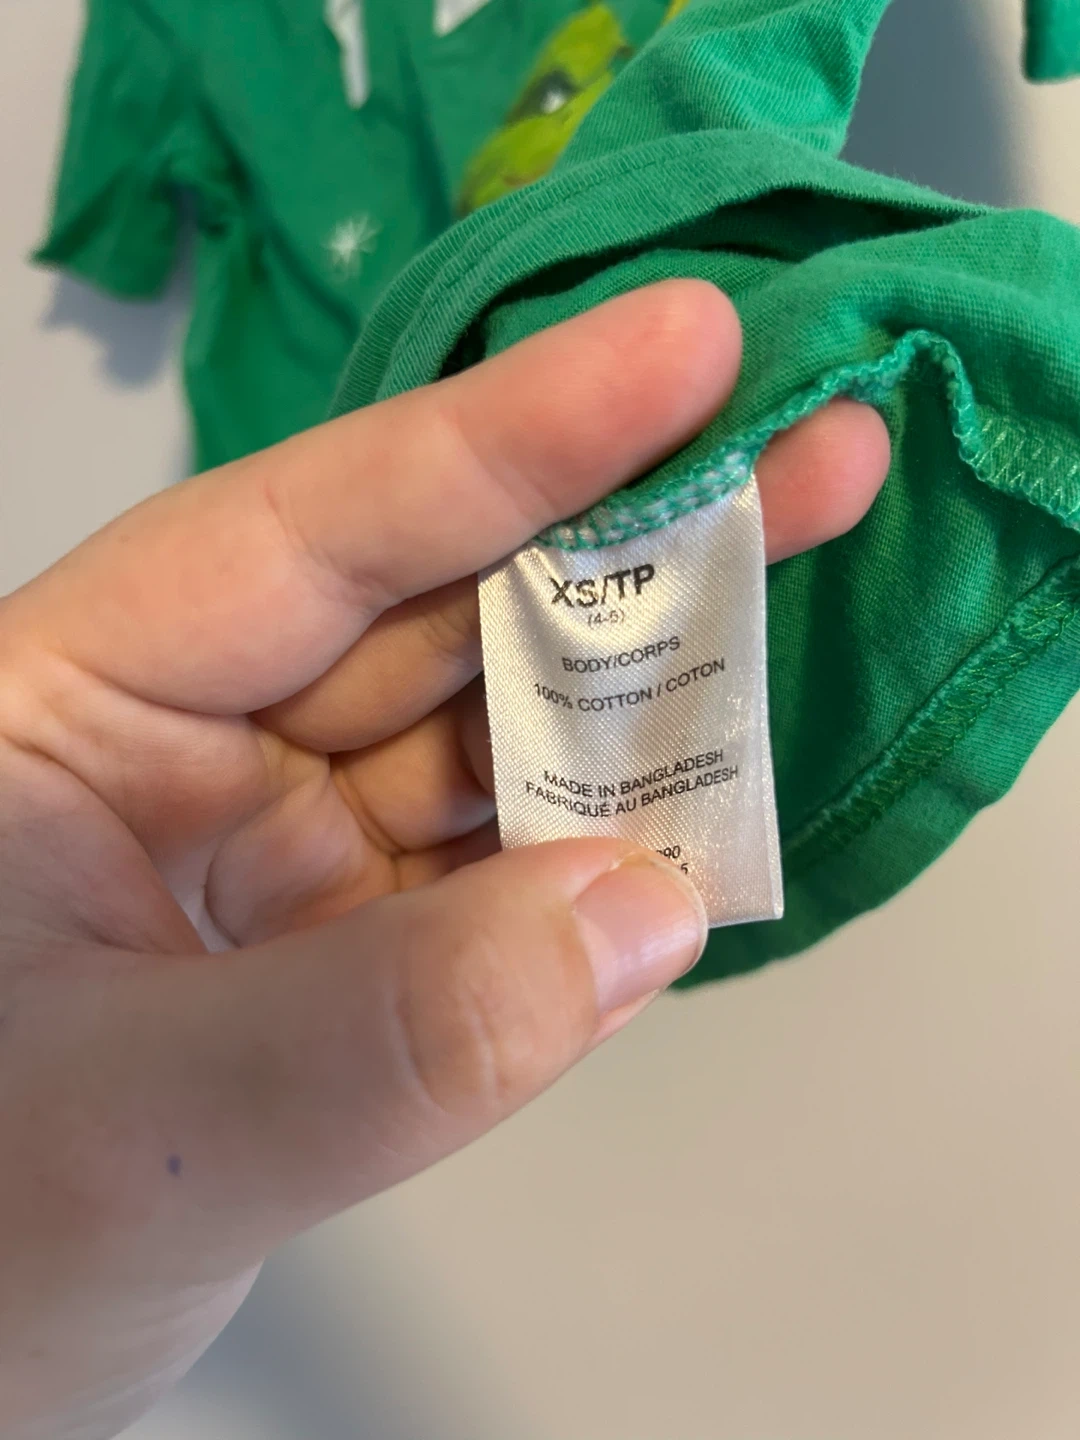 XS/TP
(4-5)
BODY/CORPS
100% COTTON / COTON
MADE IN BANGLADESH
FABRIQUÉ AU BANGLADESH